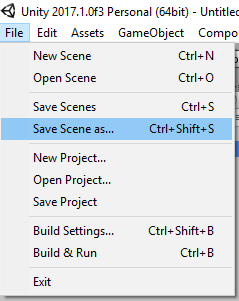 Unity 2017.1.0f3 Personal (64bit) - Untitled
File Edit Assets GameObject Compo
New Scene Ctrl+N
Open Scene Ctrl+O
Save Scenes Ctrl+S
Save Scene as... Ctrl+Shift+S
New Project...
Open Project...
Save Project
Build Settings... Ctrl+Shift+B
Build & Run Ctrl+B
Exit